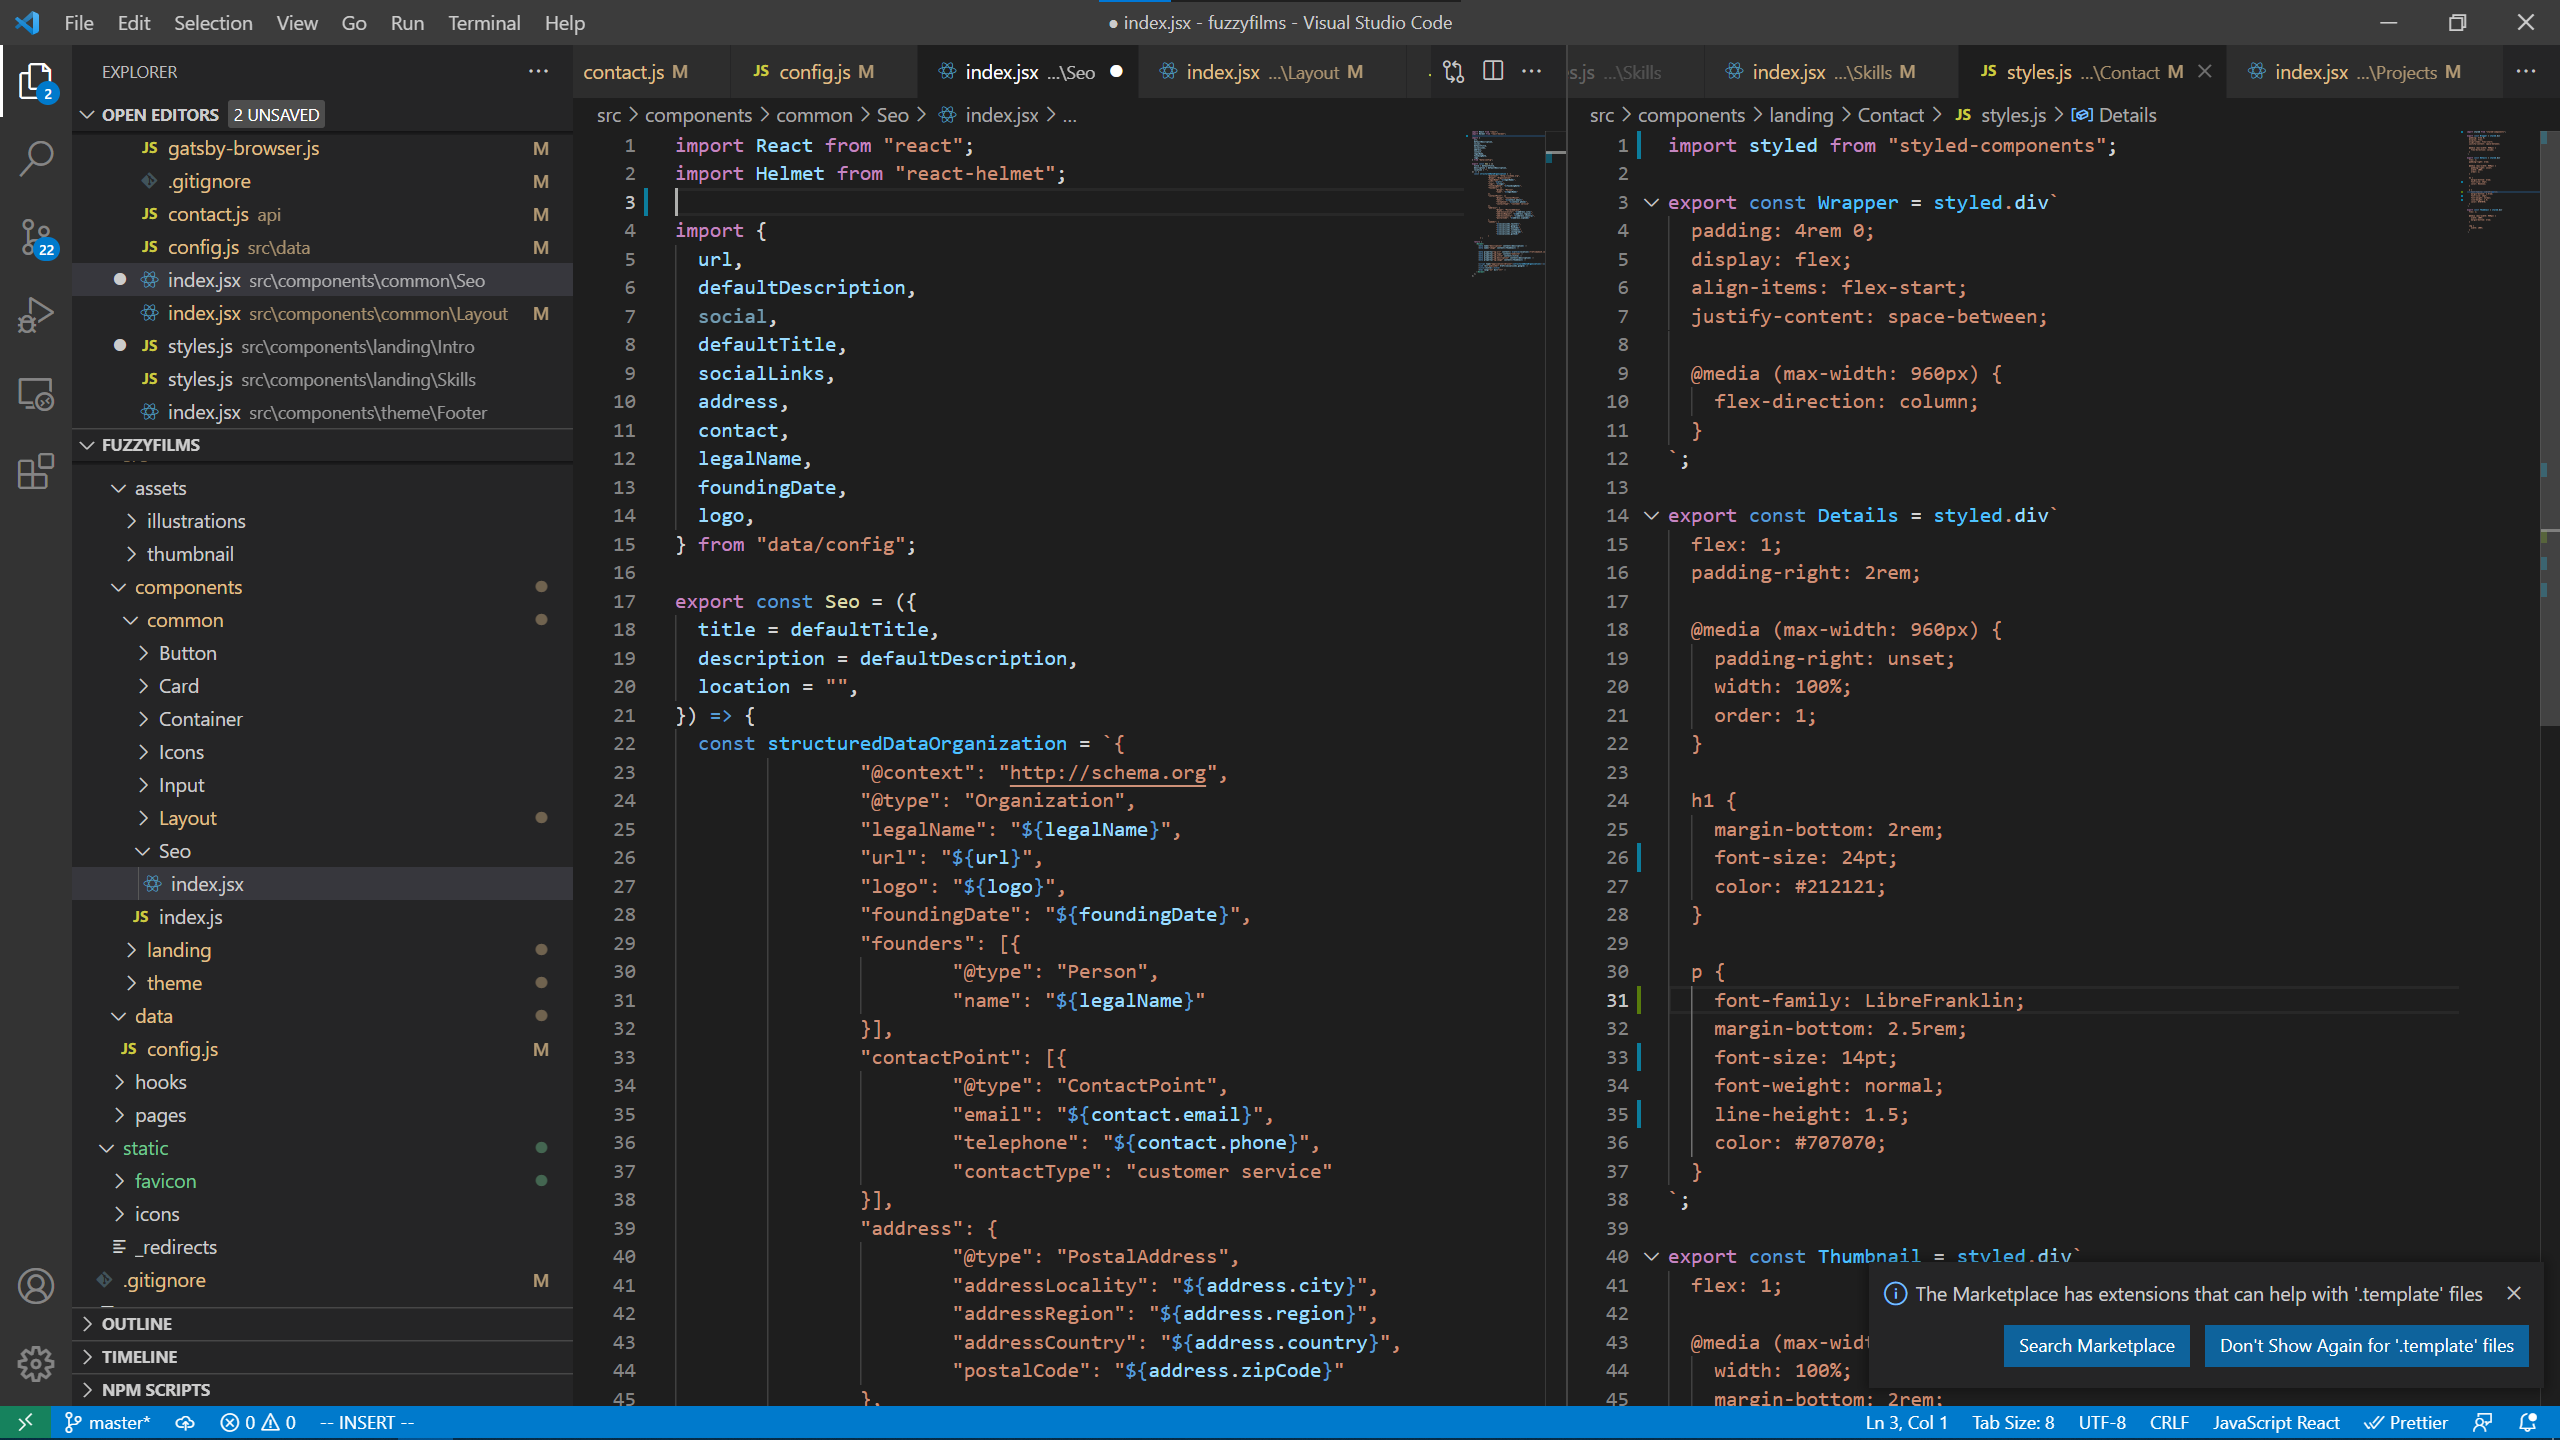 File Edit Selection View Go Run Terminal Help
● index.jsx - fuzzyfilms - Visual Studio Code
EXPLORER
OPEN EDITORS 2 UNSAVED
JS gatsby-browser.js M
.gitignore M
JS contact.js api M
JS config.js src\data M
index.jsx src\components\common\Seo
index.jsx src\components\common\Layout M
JS styles.js src\components\landing\Intro
JS styles.js src\components\landing\Skills
index.jsx src\components\theme\Footer
FUZZYFILMS
assets
illustrations
thumbnail
components
common
Button
Card
Container
Icons
Input
Layout
Seo
index.jsx
JS index.js
landing
theme
data
JS config.js M
hooks
pages
static
favicon
icons
_redirects
.gitignore M
OUTLINE
TIMELINE
NPM SCRIPTS
2
22
contact.js M JS config.js M index.jsx ...\Seo index.jsx ...\Layout M
src > components > common > Seo > index.jsx > ...
1 import React from "react";
2 import Helmet from "react-helmet";
3
4 import {
5 url,
6 defaultDescription,
7 social,
8 defaultTitle,
9 socialLinks,
10 address,
11 contact,
12 legalName,
13 foundingDate,
14 logo,
15 } from "data/config";
16
17 export const Seo = ({
18 title = defaultTitle,
19 description = defaultDescription,
20 location = "",
21 }) => {
22 const structuredDataOrganization = `{
23 "@context": "http://schema.org",
24 "@type": "Organization",
25 "legalName": "${legalName}",
26 "url": "${url}",
27 "logo": "${logo}",
28 "foundingDate": "${foundingDate}",
29 "founders": [{
30 "@type": "Person",
31 "name": "${legalName}"
32 }],
33 "contactPoint": [{
34 "@type": "ContactPoint",
35 "email": "${contact.email}",
36 "telephone": "${contact.phone}",
37 "contactType": "customer service"
38 }],
39 "address": {
40 "@type": "PostalAddress",
41 "addressLocality": "${address.city}",
42 "addressRegion": "${address.region}",
43 "addressCountry": "${address.country}",
44 "postalCode": "${address.zipCode}"
45 },
s.js ...\Skills index.jsx ...\Skills M JS styles.js ...\Contact M index.jsx ...\Projects M
src > components > landing > Contact > JS styles.js > Details
1 import styled from "styled-components";
2
3 export const Wrapper = styled.div`
4 padding: 4rem 0;
5 display: flex;
6 align-items: flex-start;
7 justify-content: space-between;
8
9 @media (max-width: 960px) {
10 flex-direction: column;
11 }
12 `;
13
14 export const Details = styled.div`
15 flex: 1;
16 padding-right: 2rem;
17
18 @media (max-width: 960px) {
19 padding-right: unset;
20 width: 100%;
21 order: 1;
22 }
23
24 h1 {
25 margin-bottom: 2rem;
26 font-size: 24pt;
27 color: #212121;
28 }
29
30 p {
31 font-family: LibreFranklin;
32 margin-bottom: 2.5rem;
33 font-size: 14pt;
34 font-weight: normal;
35 line-height: 1.5;
36 color: #707070;
37 }
38 `;
39
40 export const Thumbnail = styled.div`
41 flex: 1;
42
43 @media (max-widt
44 width: 100%;
45 margin-bottom: 2rem;
The Marketplace has extensions that can help with '.template' files
Search Marketplace
Don't Show Again for '.template' files
master* 0 0 -- INSERT --
Ln 3, Col 1 Tab Size: 8 UTF-8 CRLF JavaScript React Prettier